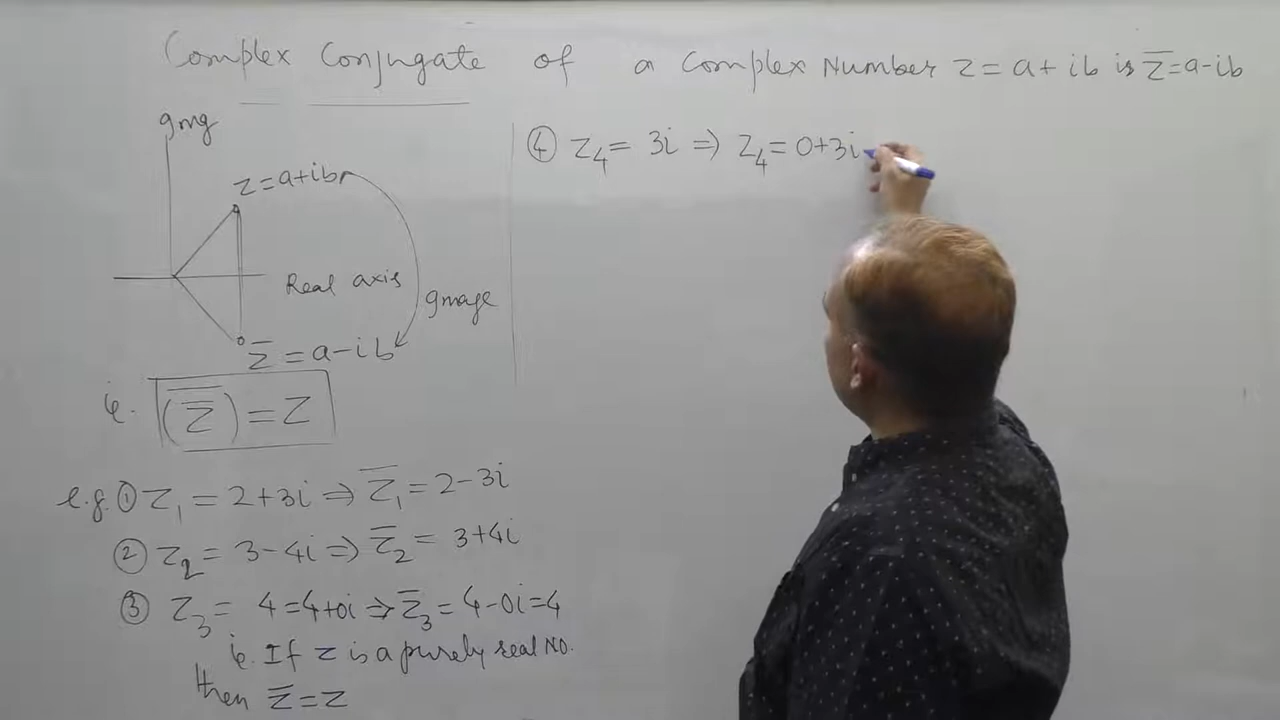 Complex Conjugate of a Complex Number z = a + ib is z̅ = a - ib
Img
z = a + ib
Real axis
Image
z̅ = a - ib
ie. (z̅)̅ = z
e.g. ① z₁ = 2 + 3i ⇒ z̅₁ = 2 - 3i
② z₂ = 3 - 4i ⇒ z̅₂ = 3 + 4i
③ z₃ = 4 = 4 + 0i ⇒ z̅₃ = 4 - 0i = 4
ie. If z is a purely real No.
then z̅ = z
④ z₄ = 3i ⇒ z₄ = 0 + 3i